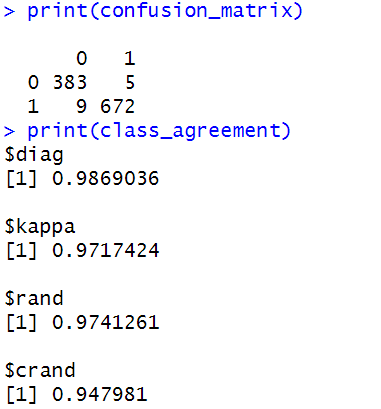 > print(confusion_matrix)
0 1
0 383 5
1 9 672
> print(class_agreement)
$diag
[1] 0.9869036
$kappa
[1] 0.9717424
$rand
[1] 0.9741261
$crand
[1] 0.947981